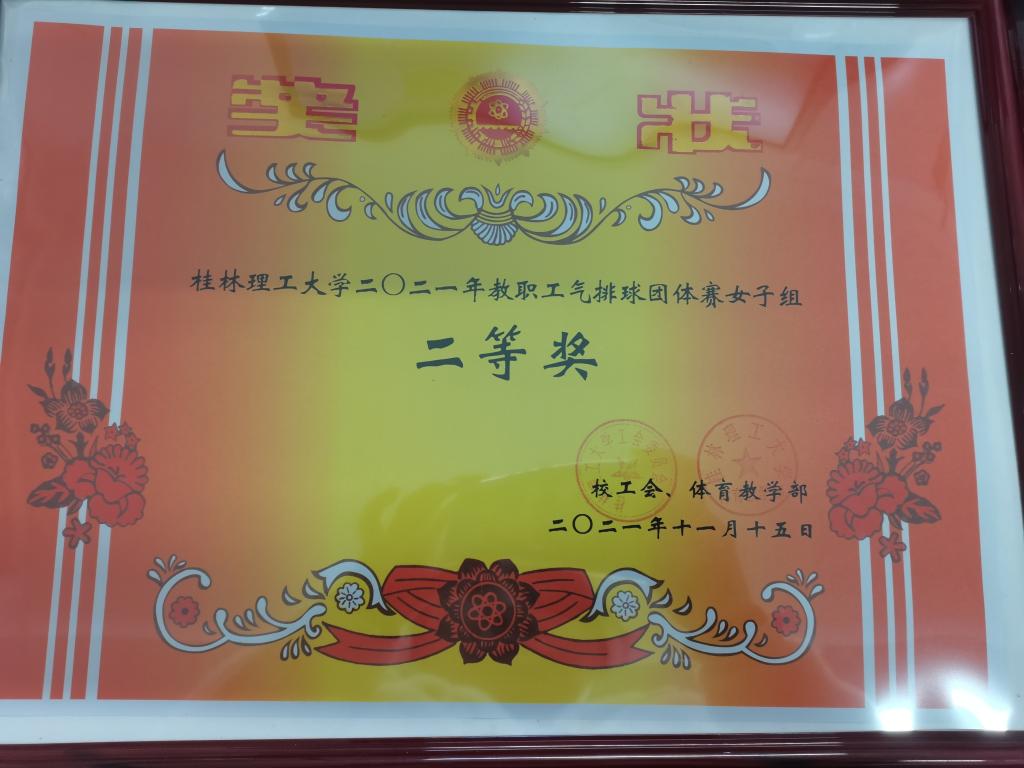 奖状
桂林理工大学二〇二一年教职工气排球团体赛女子组
二等奖
校工会、体育教学部
二〇二一年十一月十五日